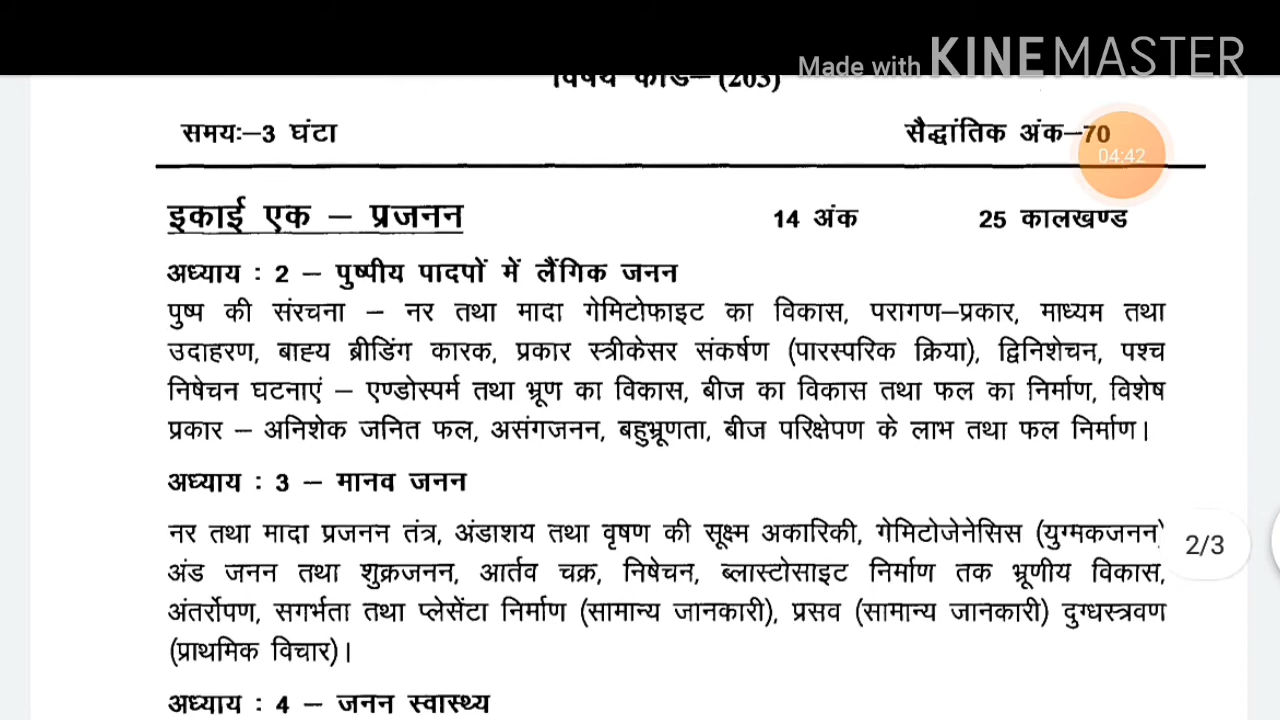 Made with KINEMASTER
विषय कोड– (203)
समयः–3 घंटा सैद्धांतिक अंक–70
04:42
इकाई एक – प्रजनन 14 अंक 25 कालखण्ड
अध्याय : 2 – पुष्पीय पादपों में लैंगिक जनन
पुष्प की संरचना – नर तथा मादा गेमिटोफाइट का विकास, परागण–प्रकार, माध्यम तथा
उदाहरण, बाह्य ब्रीडिंग कारक, प्रकार स्त्रीकेसर संकर्षण (पारस्परिक क्रिया), द्विनिशेचन, पश्च
निषेचन घटनाएं – एण्डोस्पर्म तथा भ्रूण का विकास, बीज का विकास तथा फल का निर्माण, विशेष
प्रकार – अनिशेक जनित फल, असंगजनन, बहुभ्रूणता, बीज परिक्षेपण के लाभ तथा फल निर्माण।
अध्याय : 3 – मानव जनन
नर तथा मादा प्रजनन तंत्र, अंडाशय तथा वृषण की सूक्ष्म अकारिकी, गेमिटोजेनेसिस (युग्मकजनन)
2/3
अंड जनन तथा शुक्रजनन, आर्तव चक्र, निषेचन, ब्लास्टोसाइट निर्माण तक भ्रूणीय विकास,
अंतर्रोपण, सगर्भता तथा प्लेसेंटा निर्माण (सामान्य जानकारी), प्रसव (सामान्य जानकारी) दुग्धस्त्रवण
(प्राथमिक विचार)।
अध्याय : 4 – जनन स्वास्थ्य